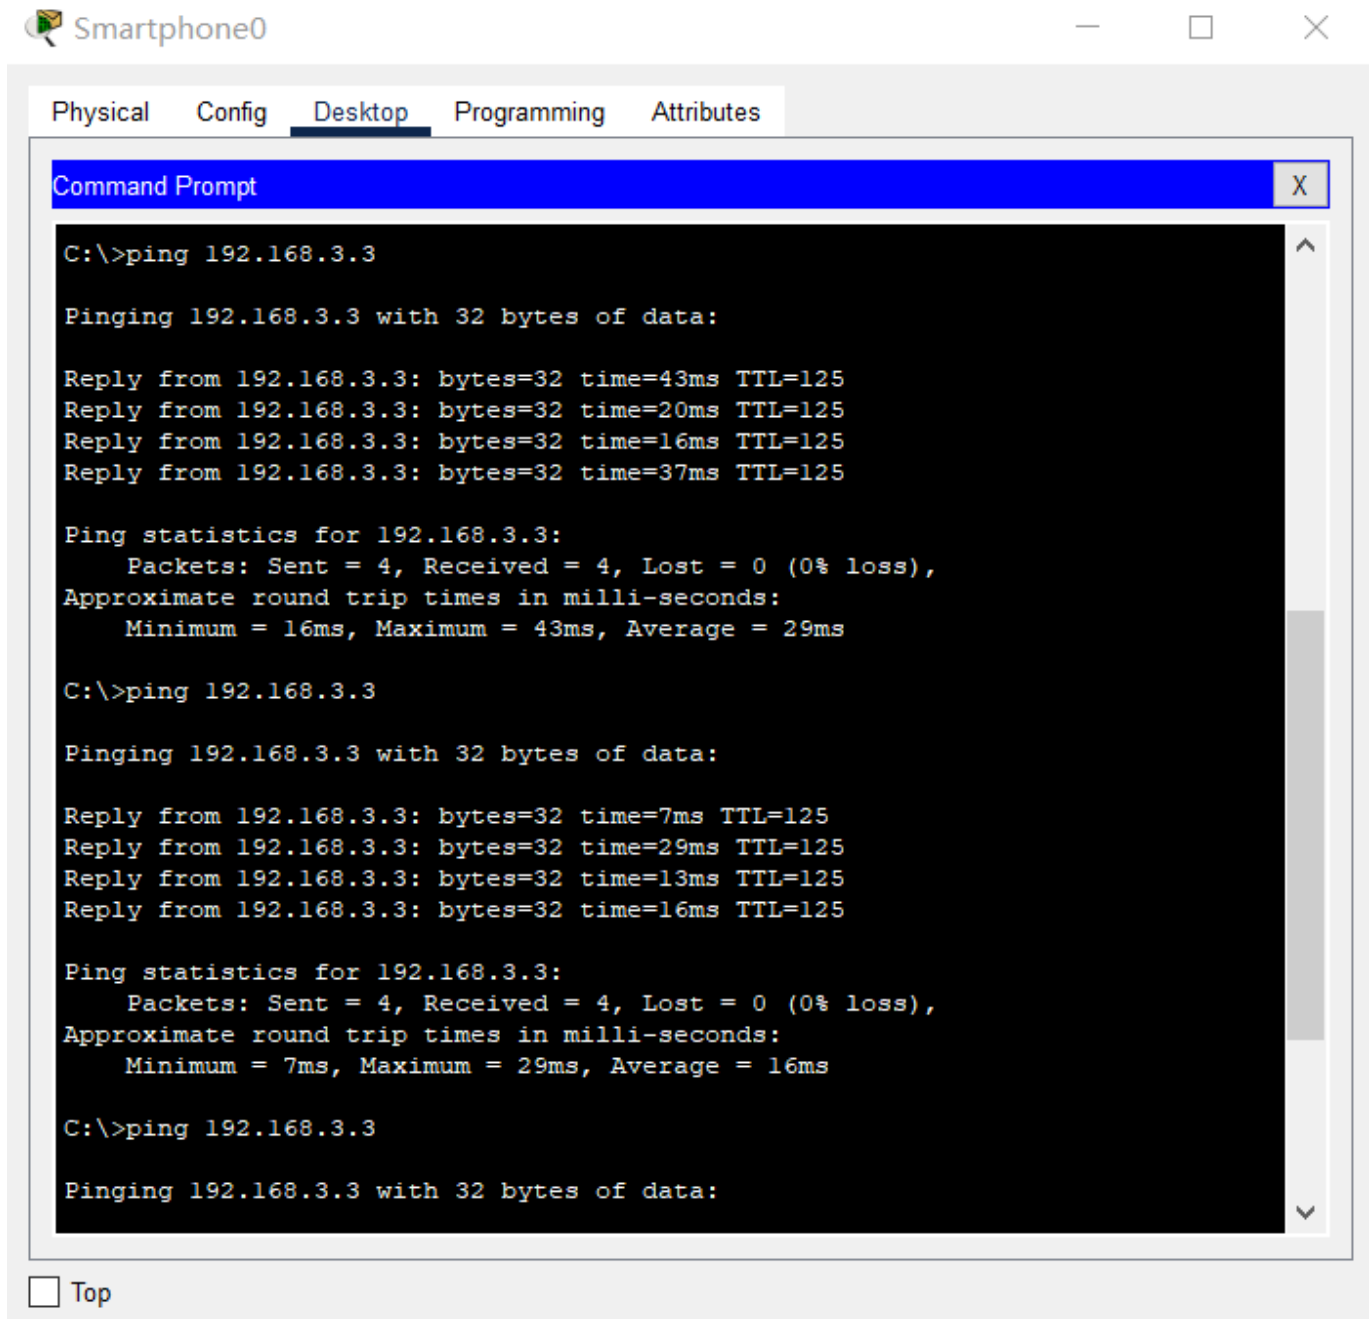 Smartphone0
Physical Config Desktop Programming Attributes
Command Prompt X
C:\>ping 192.168.3.3
Pinging 192.168.3.3 with 32 bytes of data:
Reply from 192.168.3.3: bytes=32 time=43ms TTL=125
Reply from 192.168.3.3: bytes=32 time=20ms TTL=125
Reply from 192.168.3.3: bytes=32 time=16ms TTL=125
Reply from 192.168.3.3: bytes=32 time=37ms TTL=125
Ping statistics for 192.168.3.3:
Packets: Sent = 4, Received = 4, Lost = 0 (0% loss),
Approximate round trip times in milli-seconds:
Minimum = 16ms, Maximum = 43ms, Average = 29ms
C:\>ping 192.168.3.3
Pinging 192.168.3.3 with 32 bytes of data:
Reply from 192.168.3.3: bytes=32 time=7ms TTL=125
Reply from 192.168.3.3: bytes=32 time=29ms TTL=125
Reply from 192.168.3.3: bytes=32 time=13ms TTL=125
Reply from 192.168.3.3: bytes=32 time=16ms TTL=125
Ping statistics for 192.168.3.3:
Packets: Sent = 4, Received = 4, Lost = 0 (0% loss),
Approximate round trip times in milli-seconds:
Minimum = 7ms, Maximum = 29ms, Average = 16ms
C:\>ping 192.168.3.3
Pinging 192.168.3.3 with 32 bytes of data:
Top